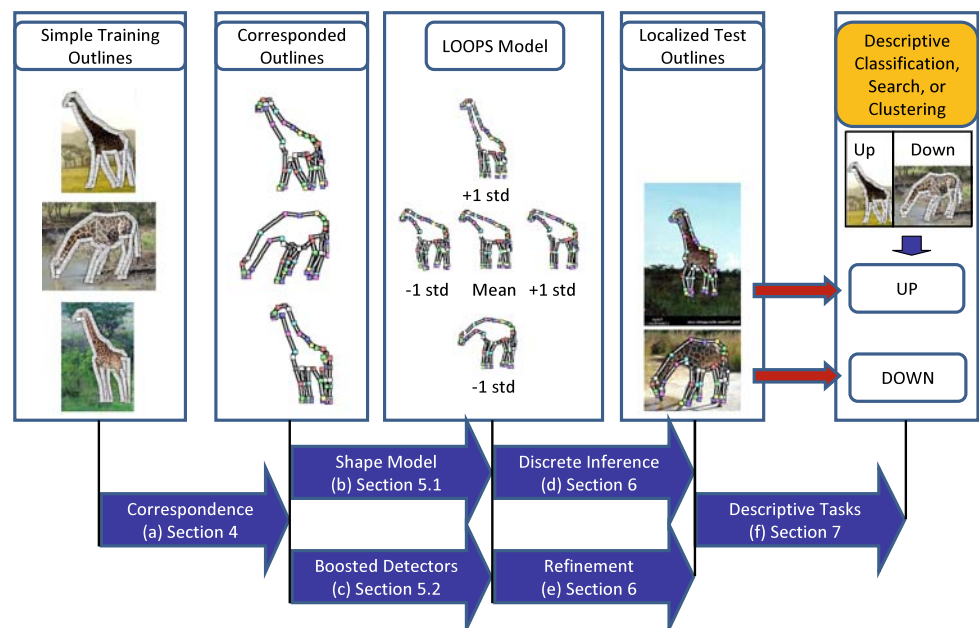 Simple Training
Outlines
Corresponded
Outlines
LOOPS Model
+1 std
-1 std
Mean
+1 std
-1 std
Localized Test
Outlines
Descriptive
Classification,
Search, or
Clustering
Up
Down
UP
DOWN
Correspondence
(a) Section 4
Shape Model
(b) Section 5.1
Boosted Detectors
(c) Section 5.2
Discrete Inference
(d) Section 6
Refinement
(e) Section 6
Descriptive Tasks
(f) Section 7